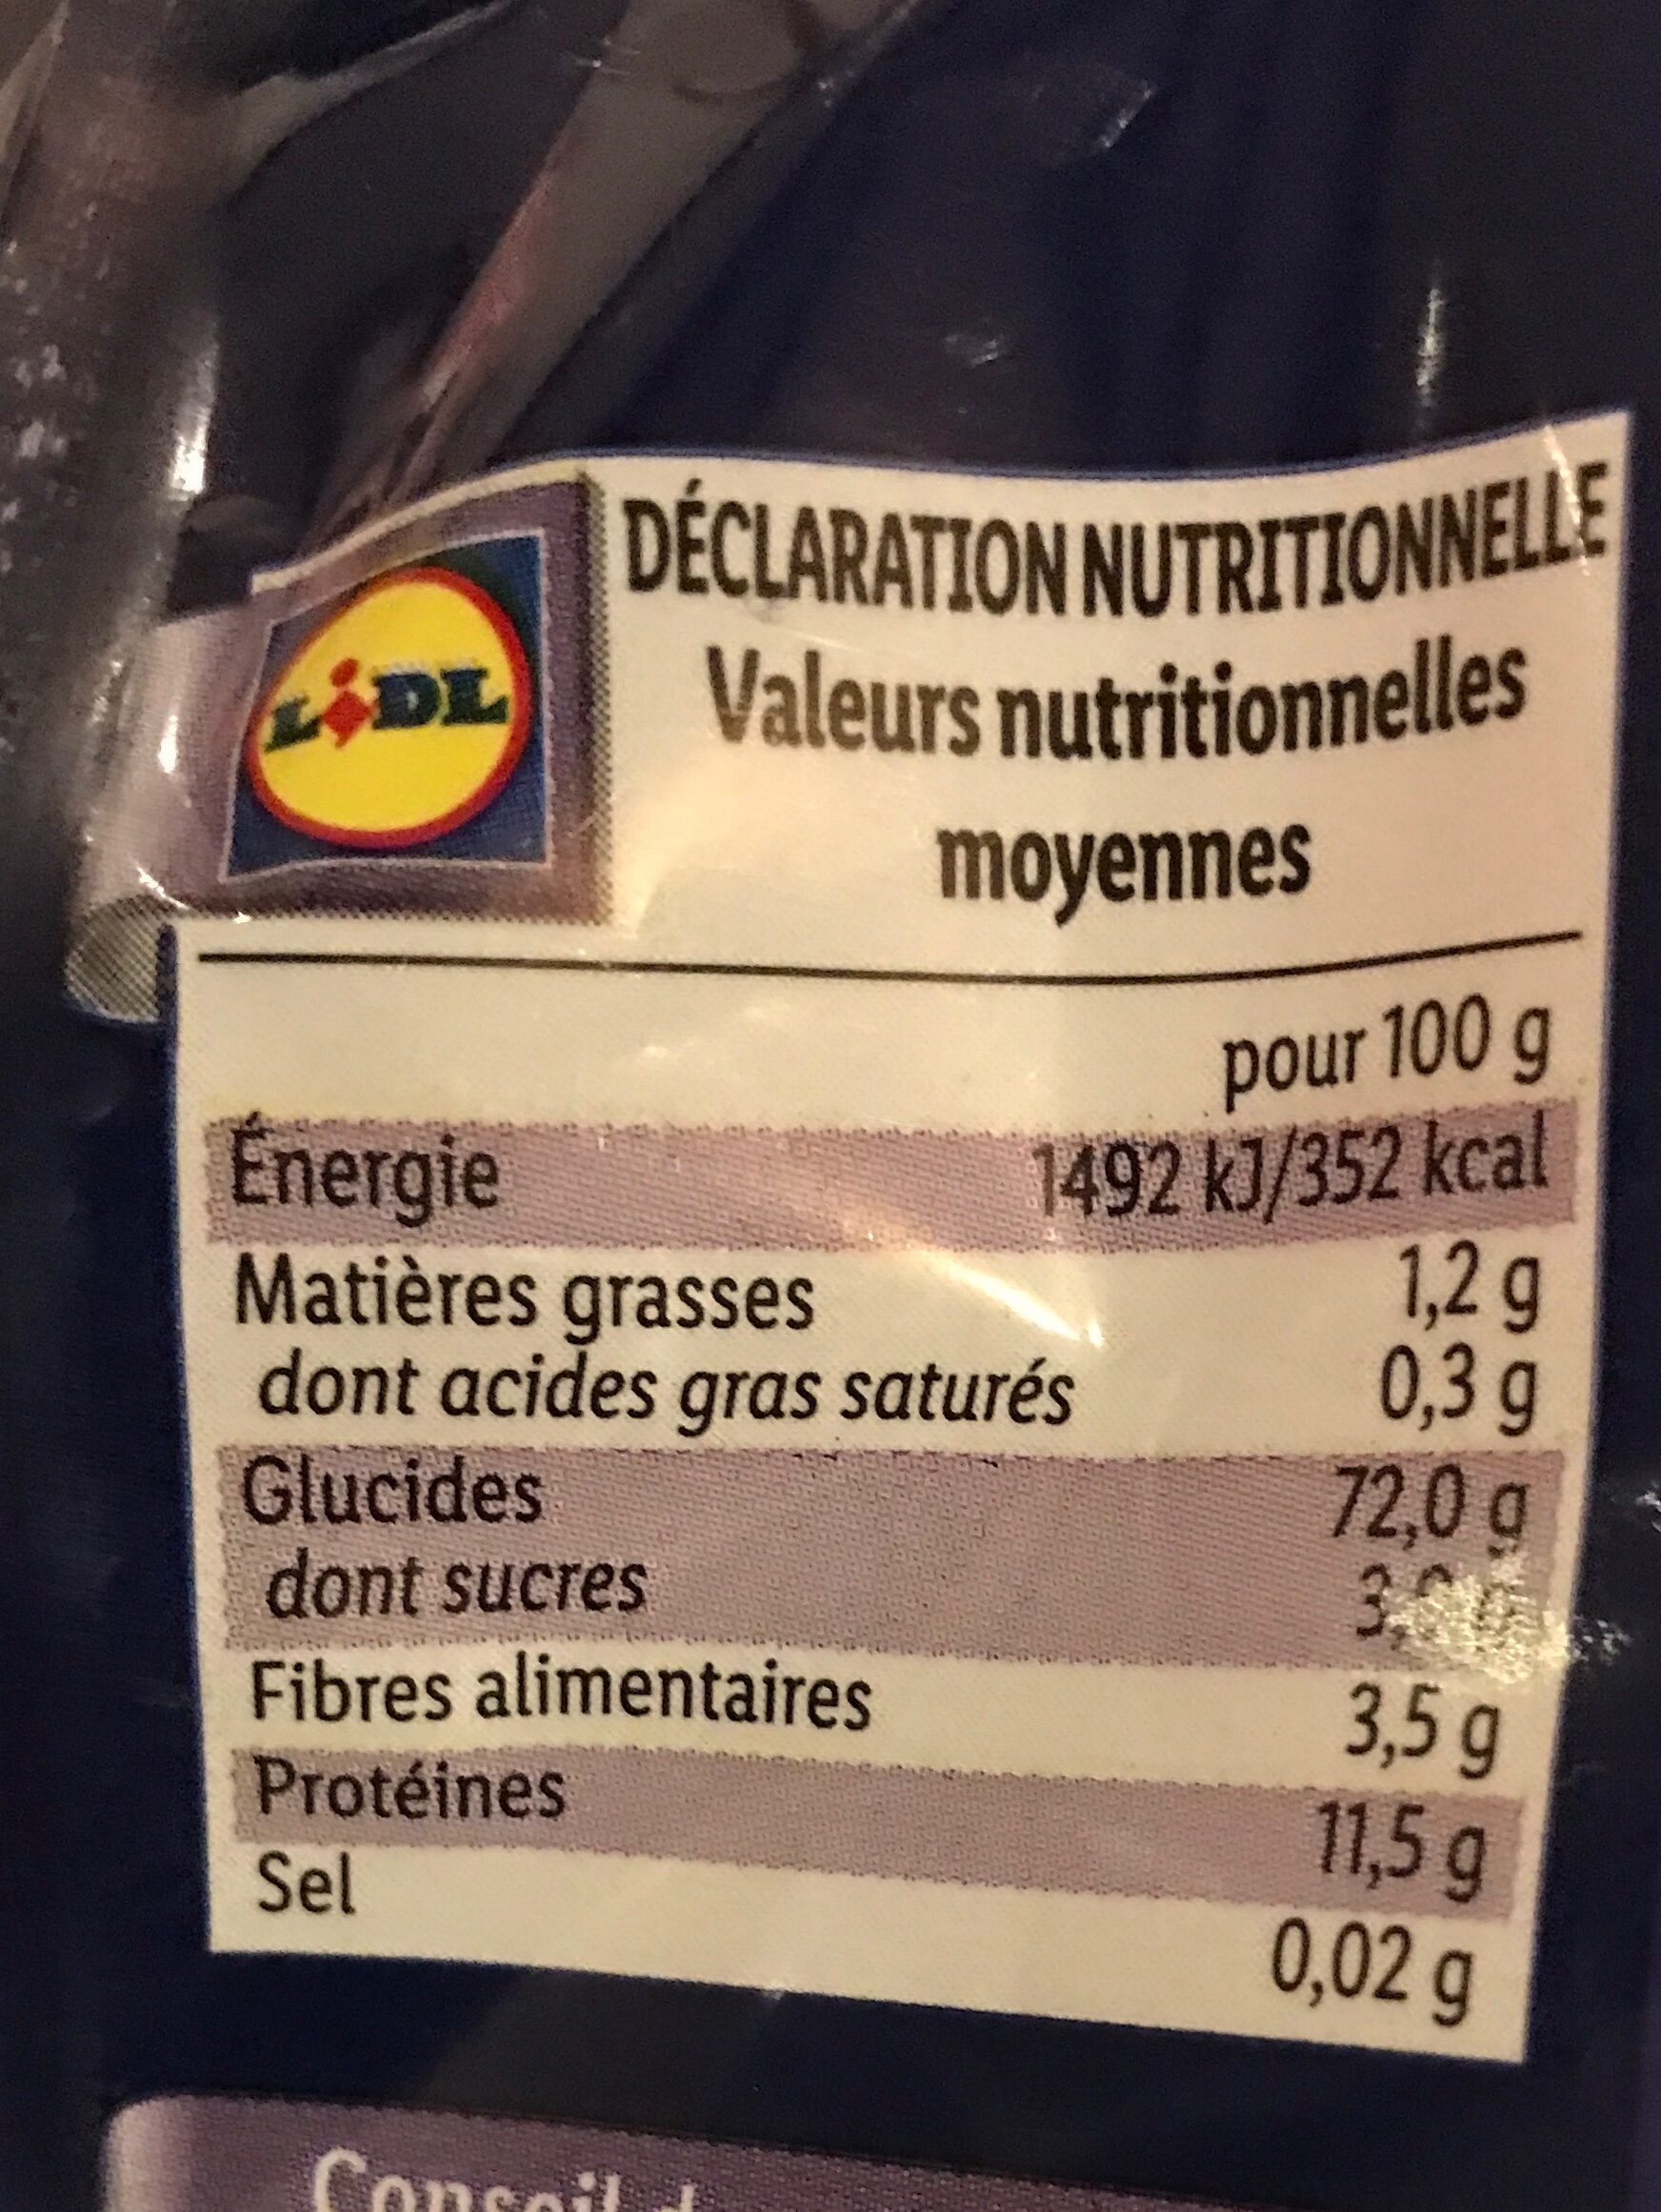 LiDL
DÉCLARATION NUTRITIONNELLE
Valeurs nutritionnelles
moyennes
pour 100 g
Énergie 1492 kJ/352 kcal
Matières grasses 1,2 g
dont acides gras saturés 0,3 g
Glucides 72,0 g
dont sucres
Fibres alimentaires 3,5 g
Protéines 11,5 g
Sel 0,02 g
Conseil